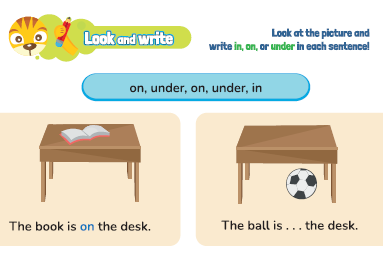 Look and write
Look at the picture and
write in, on, or under in each sentence!
on, under, on, under, in
The book is on the desk.
The ball is . . . the desk.